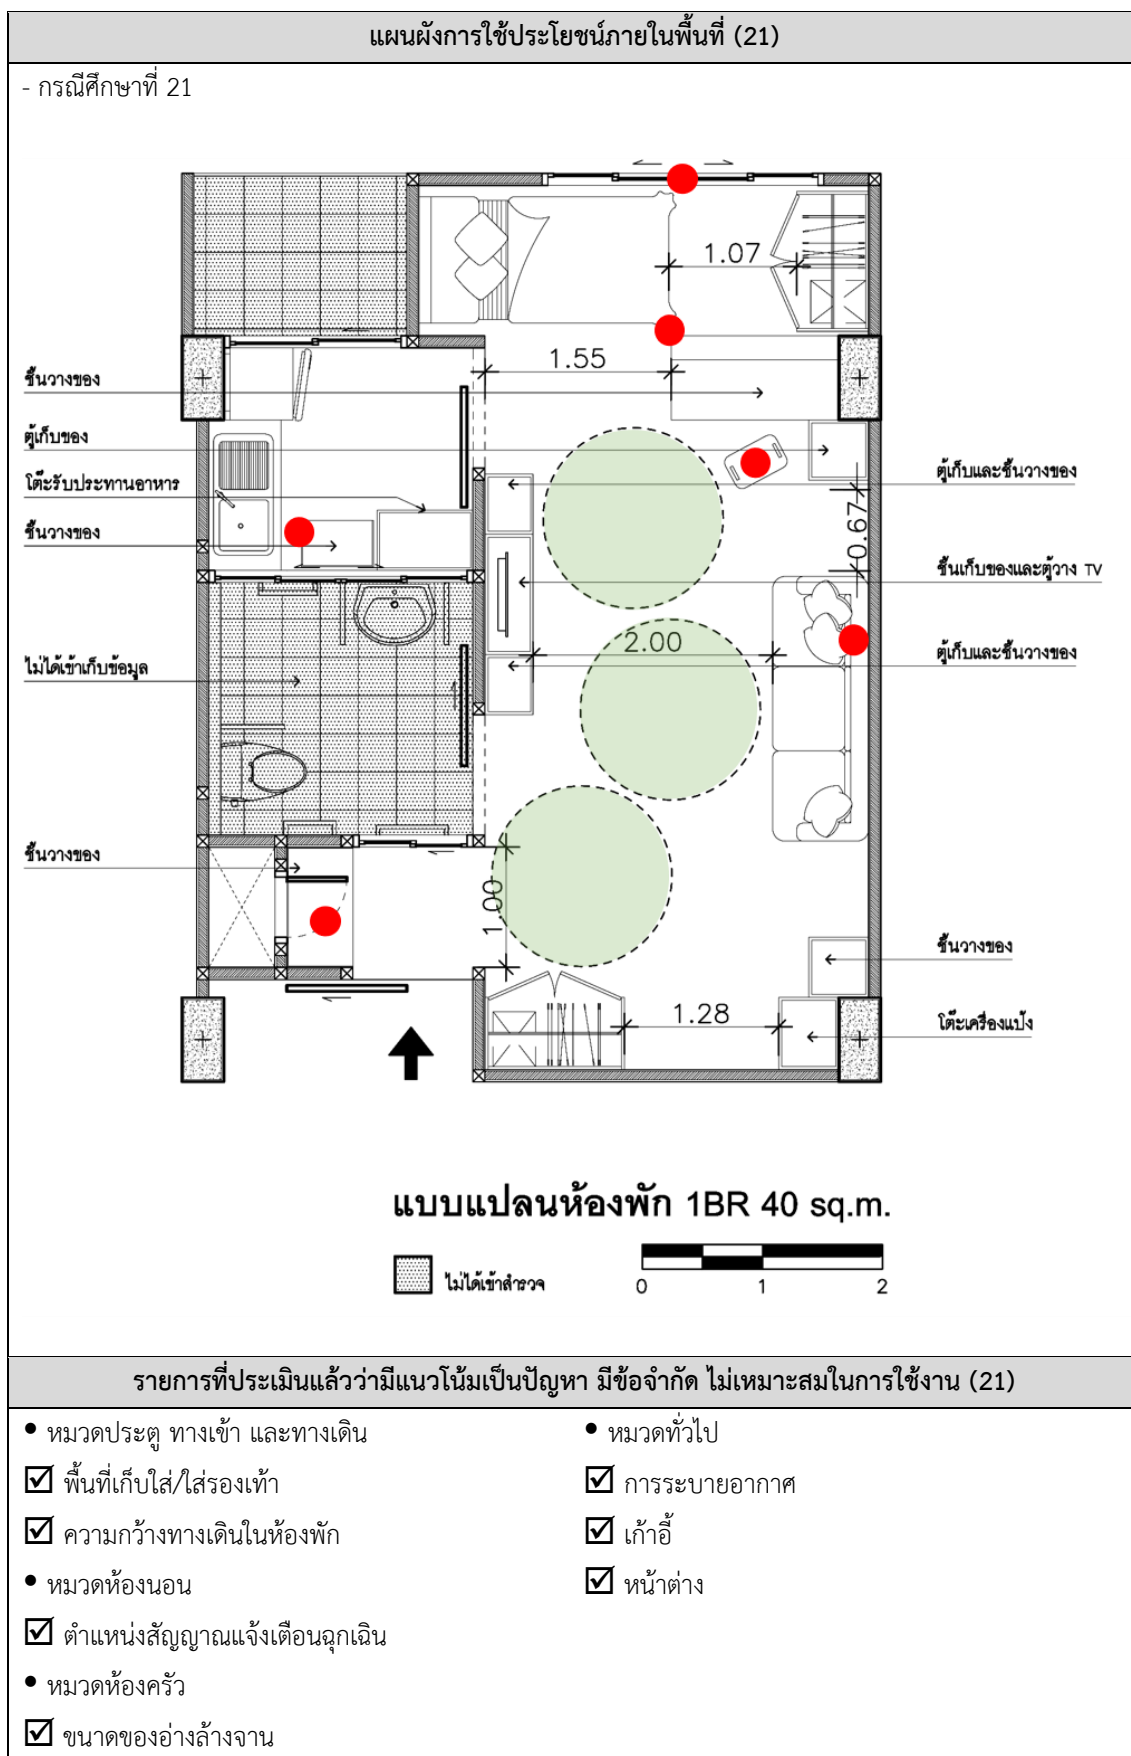 แผนผังการใช้ประโยชน์ภายในพื้นที่ (21)
- กรณีศึกษาที่ 21
1.07
1.55
ชั้นวางของ
ตู้เก็บของ
โต๊ะรับประทานอาหาร
ชั้นวางของ
ไม่ได้เข้าเก็บข้อมูล
ชั้นวางของ
ตู้เก็บและชั้นวางของ
0.67
ชั้นเก็บของและตู้วาง TV
2.00
ตู้เก็บและชั้นวางของ
1.00
ชั้นวางของ
1.28
โต๊ะเครื่องแป้ง
แบบแปลนห้องพัก 1BR 40 sq.m.
ไม่ได้เข้าสำรวจ
0 1 2
รายการที่ประเมินแล้วว่ามีแนวโน้มเป็นปัญหา มีข้อจำกัด ไม่เหมาะสมในการใช้งาน (21)
• หมวดประตู ทางเข้า และทางเดิน
☑ พื้นที่เก็บใส่/ใส่รองเท้า
☑ ความกว้างทางเดินในห้องพัก
• หมวดห้องนอน
☑ ตำแหน่งสัญญาณแจ้งเตือนฉุกเฉิน
• หมวดห้องครัว
☑ ขนาดของอ่างล้างจาน
• หมวดทั่วไป
☑ การระบายอากาศ
☑ เก้าอี้
☑ หน้าต่าง